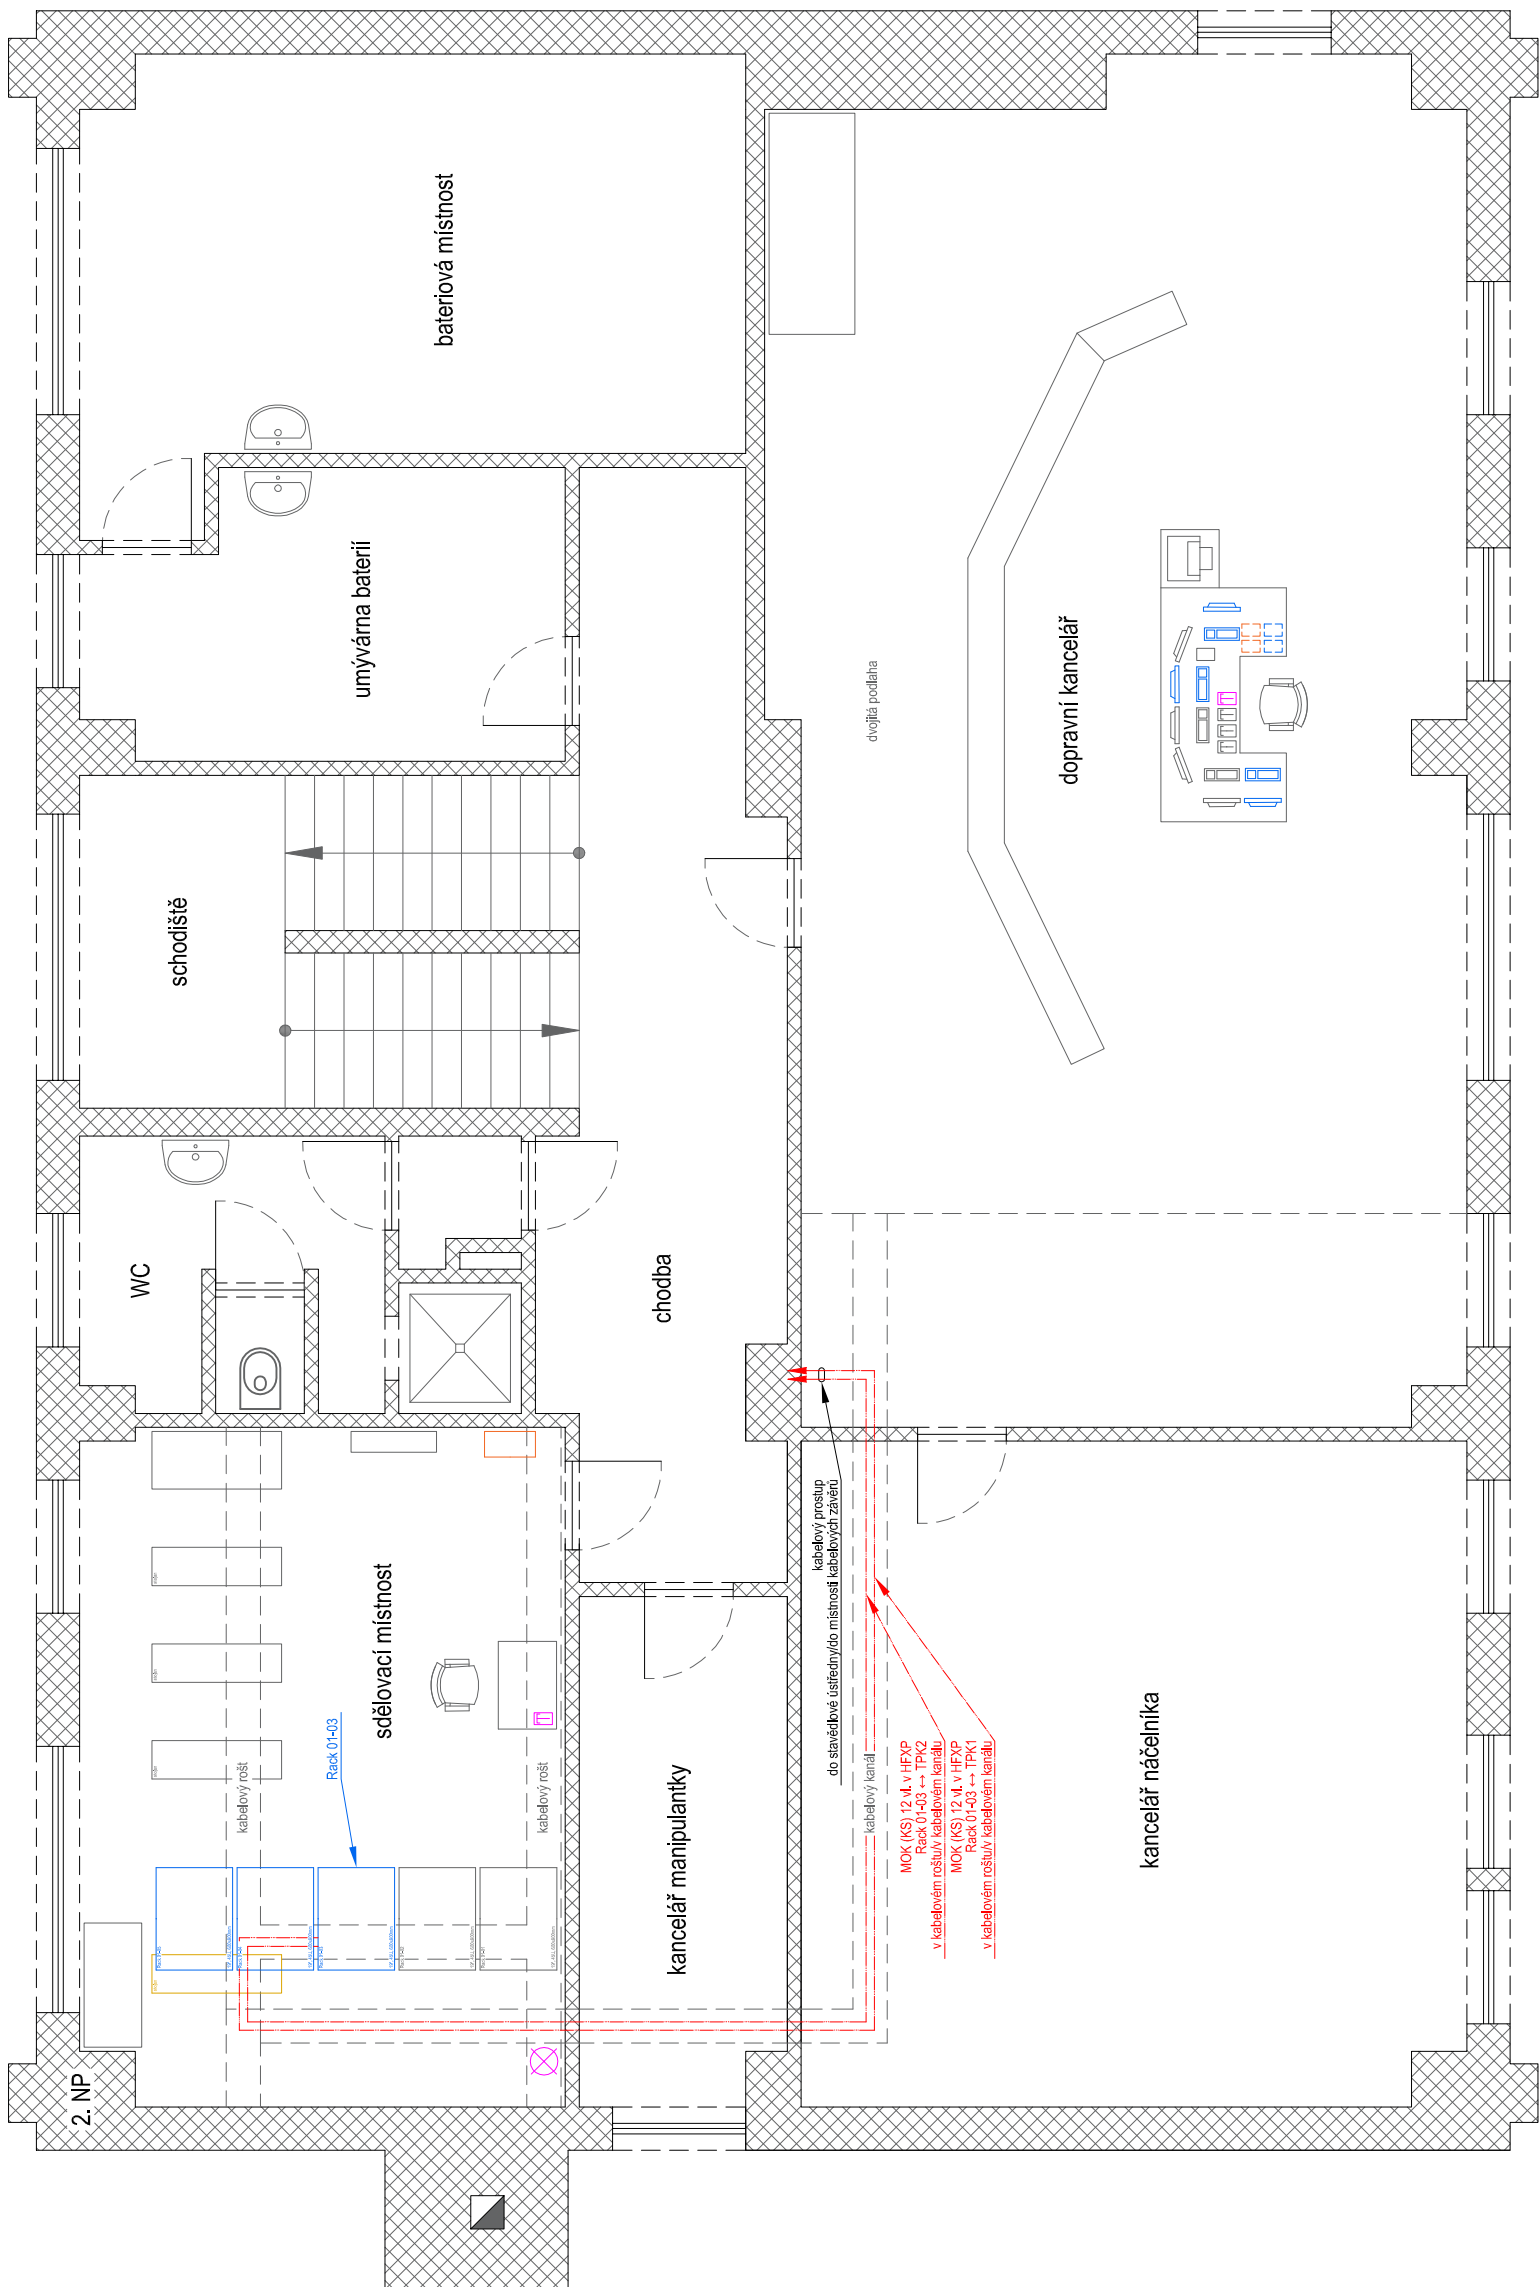 2. NP
bateriová místnost
umývárna baterií
schodiště
WC
chodba
sdělovací místnost
Rack 01-03
kabelový rošt
kabelový rošt
kancelář manipulantky
dopravní kancelář
dvojitá podlaha
kabelový prostup
do stavědlové ústředny/do místnosti kabelových závěrů
kabelový kanál
MOK (KS) 12 vl. v HFXP
Rack 01-03 ↔ TPK2
v kabelovém roštu/v kabelovém kanálu
MOK (KS) 12 vl. v HFXP
Rack 01-03 ↔ TPK1
v kabelovém roštu/v kabelovém kanálu
kancelář náčelníka